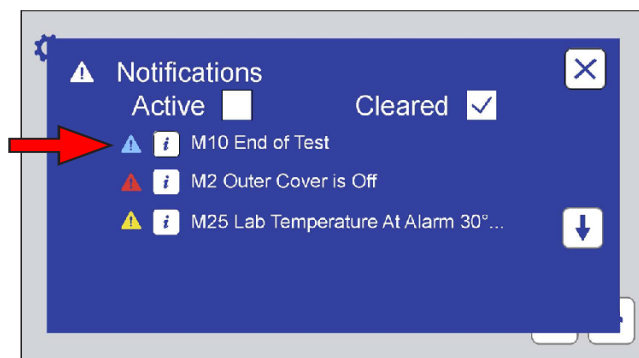 Notifications
Active Cleared
i M10 End of Test
i M2 Outer Cover is Off
i M25 Lab Temperature At Alarm 30°...